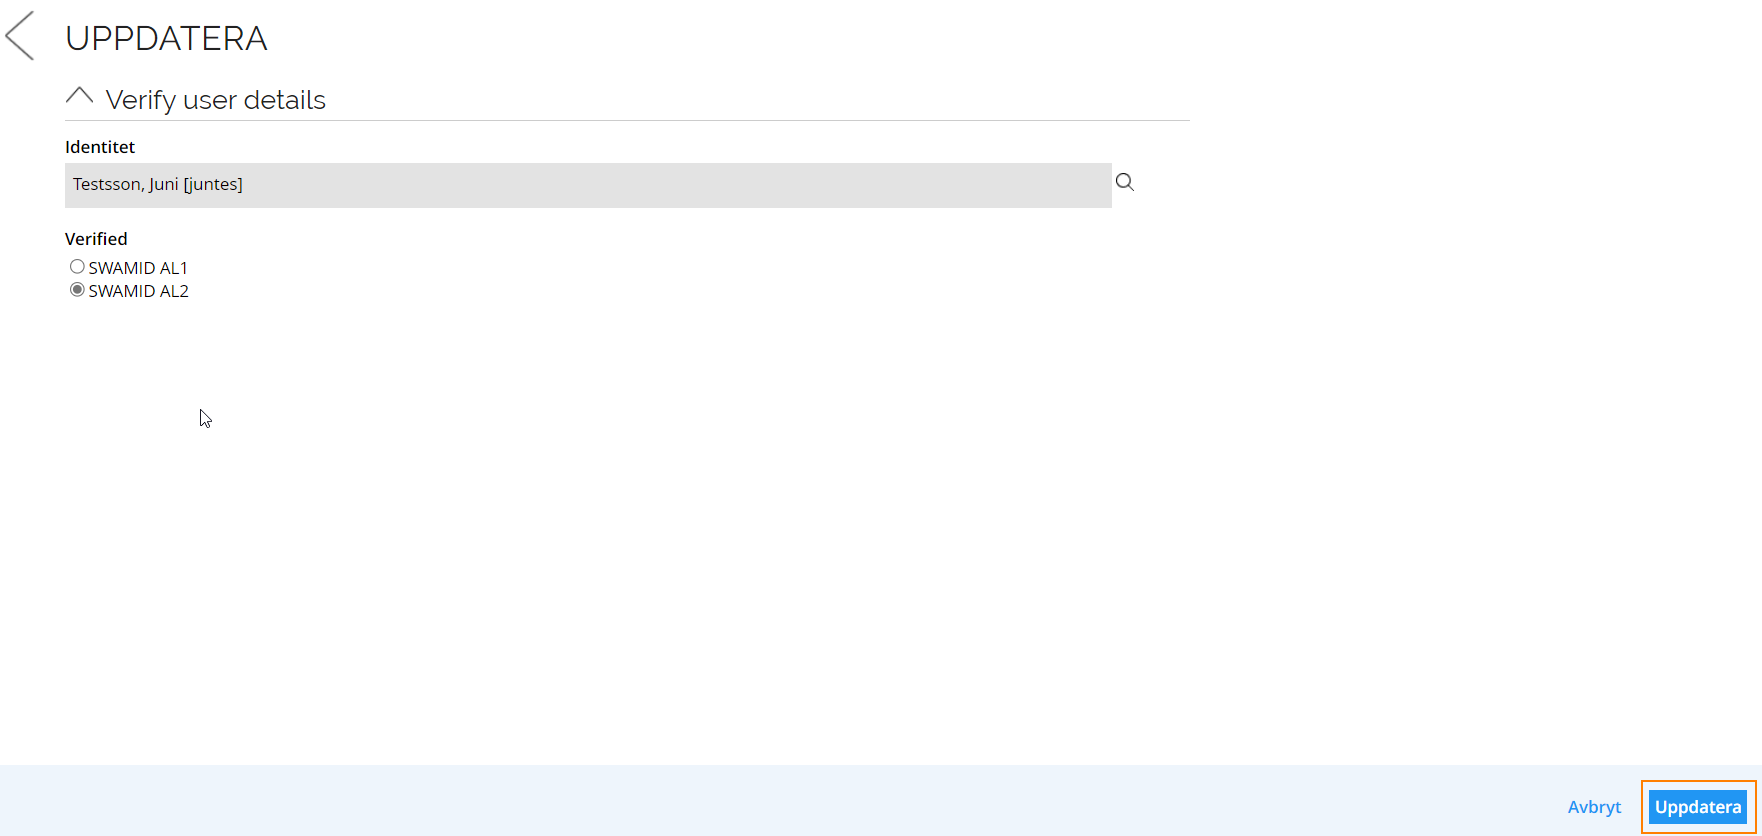 UPPDATERA
Verify user details
Identitet
Testsson, Juni [juntes]
Verified
SWAMID AL1
SWAMID AL2
Avbryt
Uppdatera